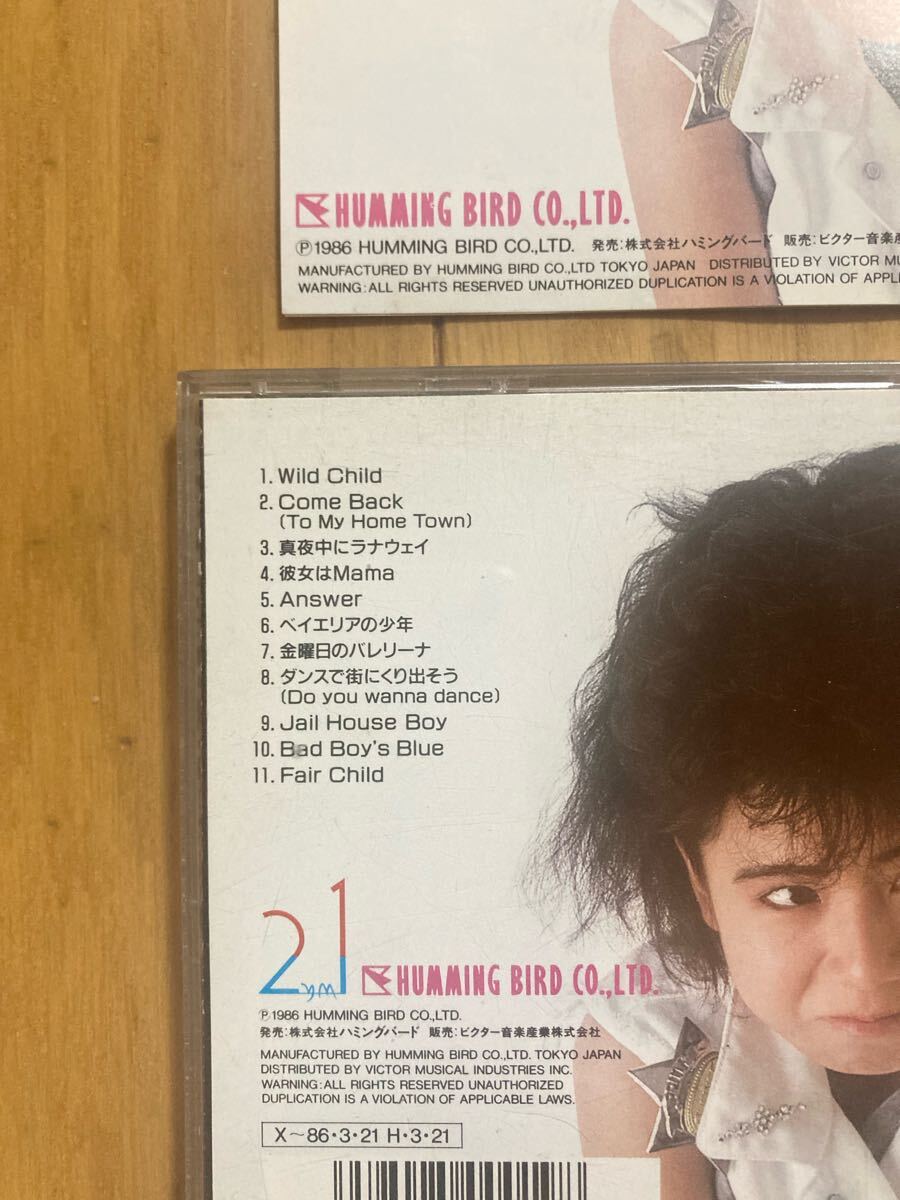 HUMMING BIRD CO.,LTD.
Ⓟ1986 HUMMING BIRD CO.,LTD. 発売：株式会社ハミングバード 販売：ビクター音楽産
MANUFACTURED BY HUMMING BIRD CO.,LTD TOKYO JAPAN DISTRIBUTED BY VICTOR
WARNING:ALL RIGHTS RESERVED UNAUTHORIZED DUPLICATION IS A VIOLATION OF APPLICABLE
1. Wild Child
2. Come Back
(To My Home Town)
3. 真夜中にラナウェイ
4. 彼女はMama
5. Answer
6. ベイエリアの少年
7. 金曜日のバレリーナ
8. ダンスで街にくり出そう
(Do you wanna dance)
9. Jail House Boy
10. Bad Boy's Blue
11. Fair Child
21
HUMMING BIRD CO.,LTD.
Ⓟ1986 HUMMING BIRD CO.,LTD.
発売：株式会社ハミングバード 販売：ビクター音楽産業株式会社
MANUFACTURED BY HUMMING BIRD CO.,LTD. TOKYO JAPAN
DISTRIBUTED BY VICTOR MUSICAL INDUSTRIES INC.
WARNING:ALL RIGHTS RESERVED UNAUTHORIZED
DUPLICATION IS A VIOLATION OF APPLICABLE LAWS.
X～86・3・21 H・3・21